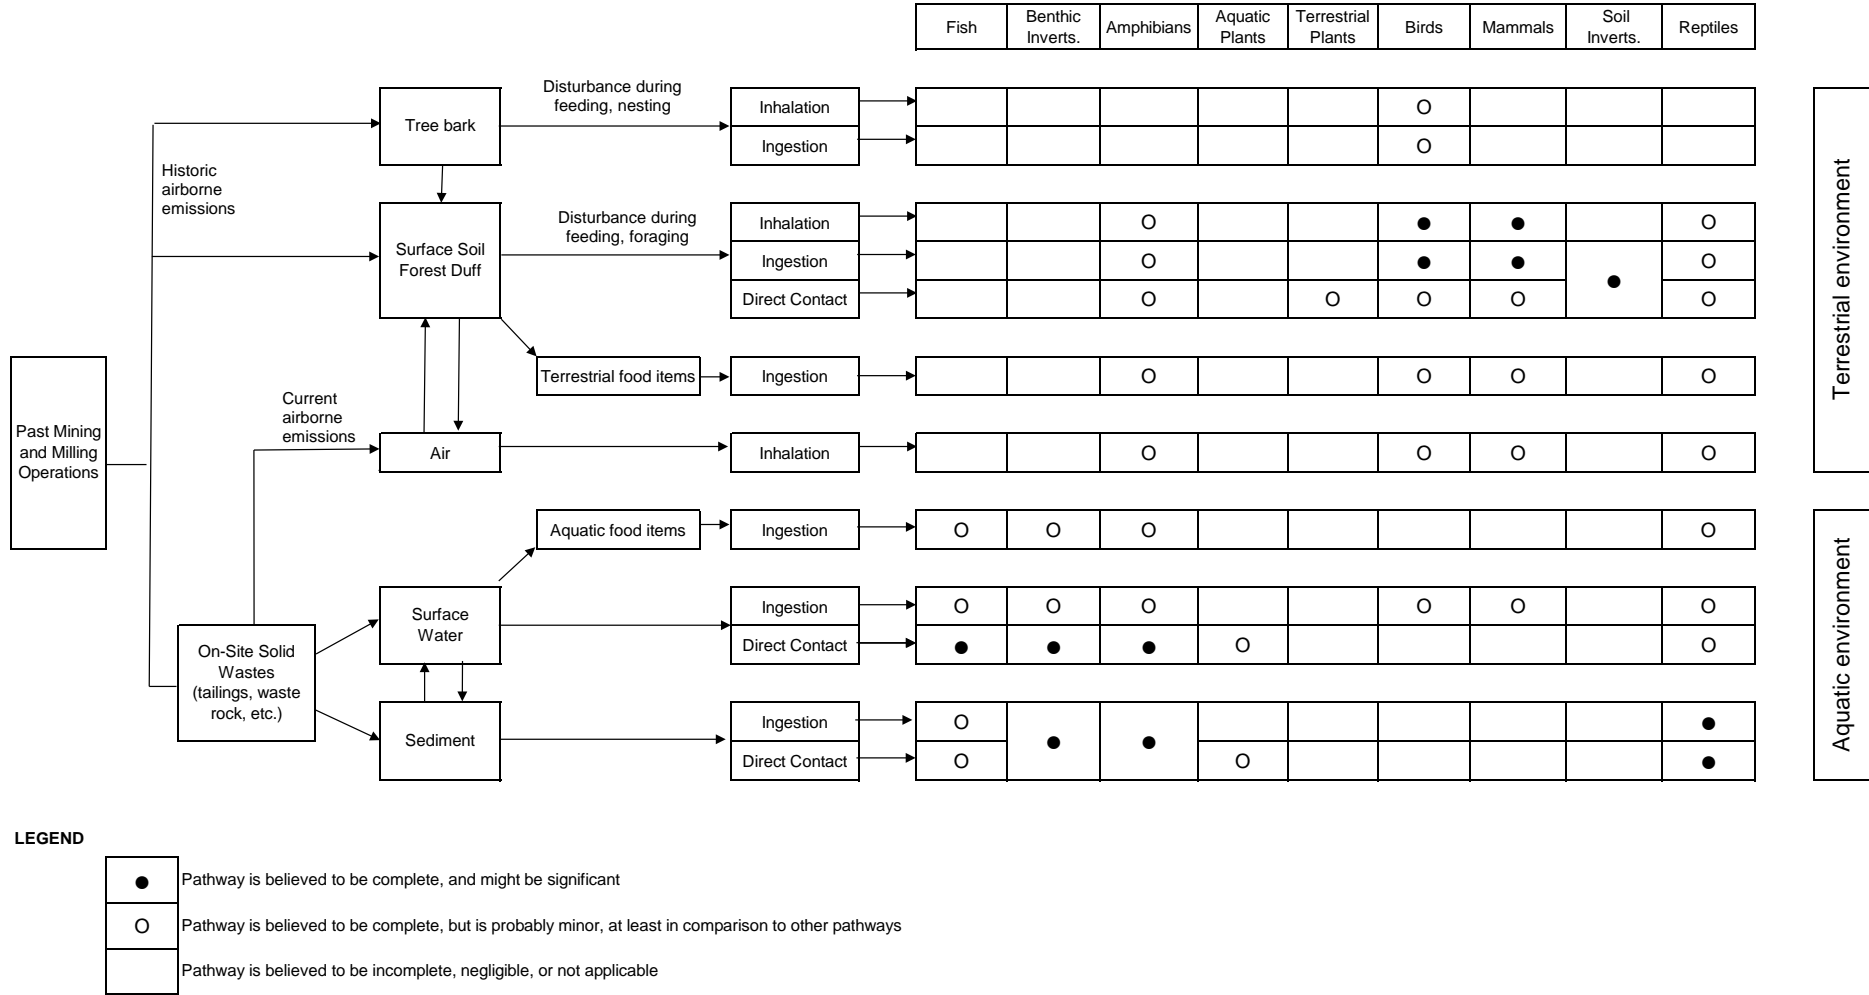 Fish
Benthic
Inverts.
Amphibians
Aquatic
Plants
Terrestrial
Plants
Birds
Mammals
Soil
Inverts.
Reptiles
Disturbance during
feeding, nesting
Tree bark
Inhalation
O
Ingestion
O
Historic
airborne
emissions
Disturbance during
feeding, foraging
Surface Soil
Forest Duff
Inhalation
O ● ● O
Ingestion
O ● ● O
●
Direct Contact
O O O O O
Terrestrial food items
Ingestion
O O O O
Current
airborne
emissions
Air
Inhalation
O O O O
Terrestrial environment
Past Mining
and Milling
Operations
Aquatic food items
Ingestion
O O O O
Surface
Water
Ingestion
O O O O O O
Direct Contact
● ● ● O O
On-Site Solid
Wastes
(tailings, waste
rock, etc.)
Sediment
Ingestion
O ●
● ●
Direct Contact
O O ●
Aquatic environment
LEGEND
● Pathway is believed to be complete, and might be significant
O Pathway is believed to be complete, but is probably minor, at least in comparison to other pathways
Pathway is believed to be incomplete, negligible, or not applicable